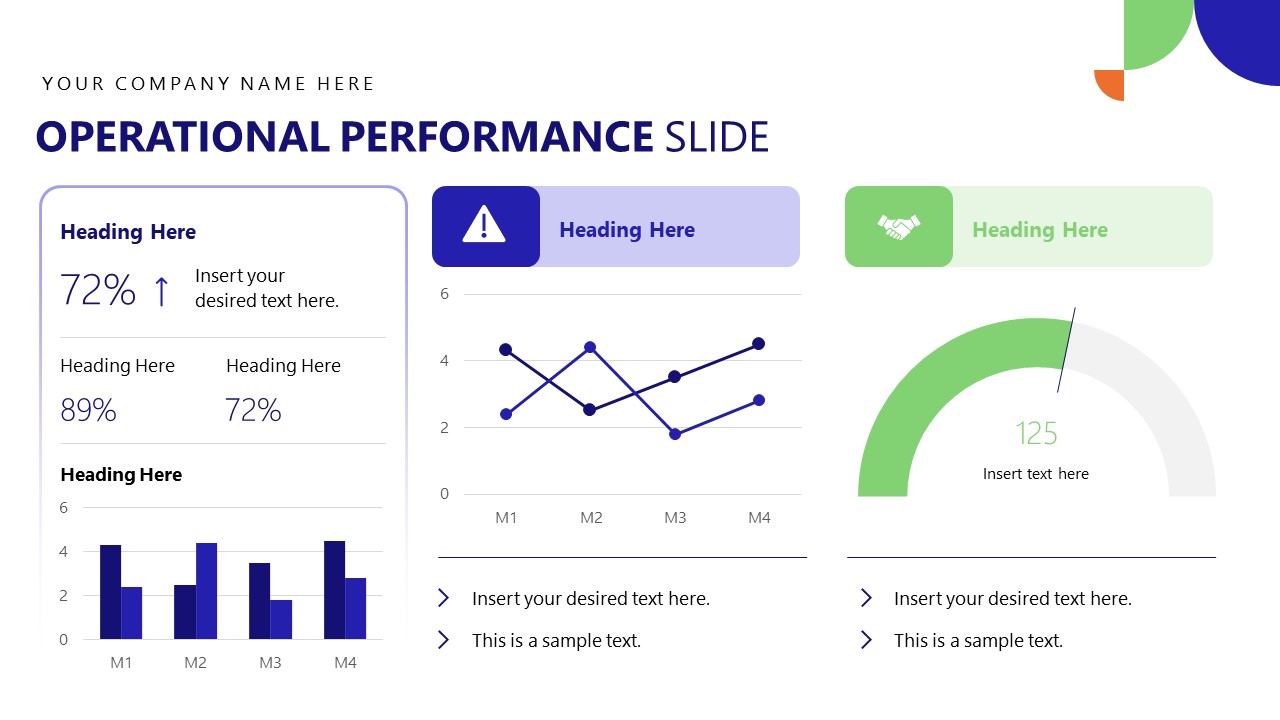 YOUR COMPANY NAME HERE
OPERATIONAL PERFORMANCE SLIDE
Heading Here
72% ↑
Insert your
desired text here.
Heading Here
Heading Here
89%
72%
Heading Here
6
4
2
0
M1 M2 M3 M4
Heading Here
6
4
2
0
M1 M2 M3 M4
Insert your desired text here.
This is a sample text.
Heading Here
125
Insert text here
Insert your desired text here.
This is a sample text.